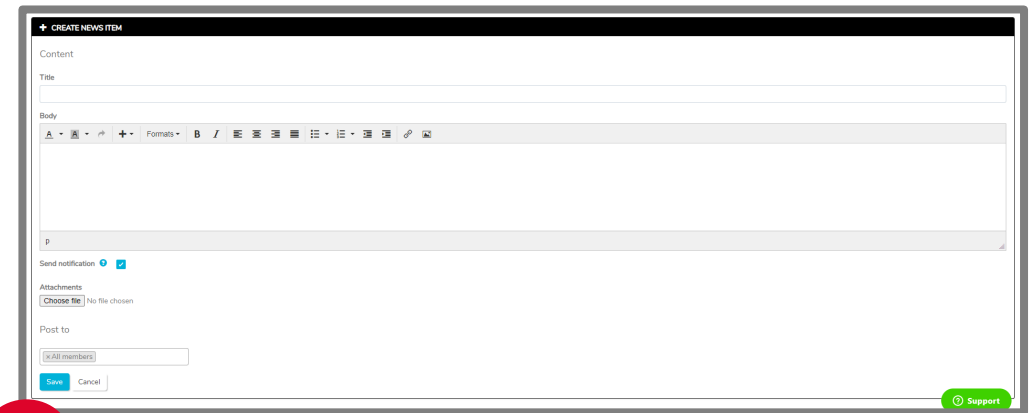 + CREATE NEWS ITEM
Content
Title
Body
A A Formats B I
p
Send notification ?
Attachments
Choose file No file chosen
Post to
× All members
Save Cancel
? Support